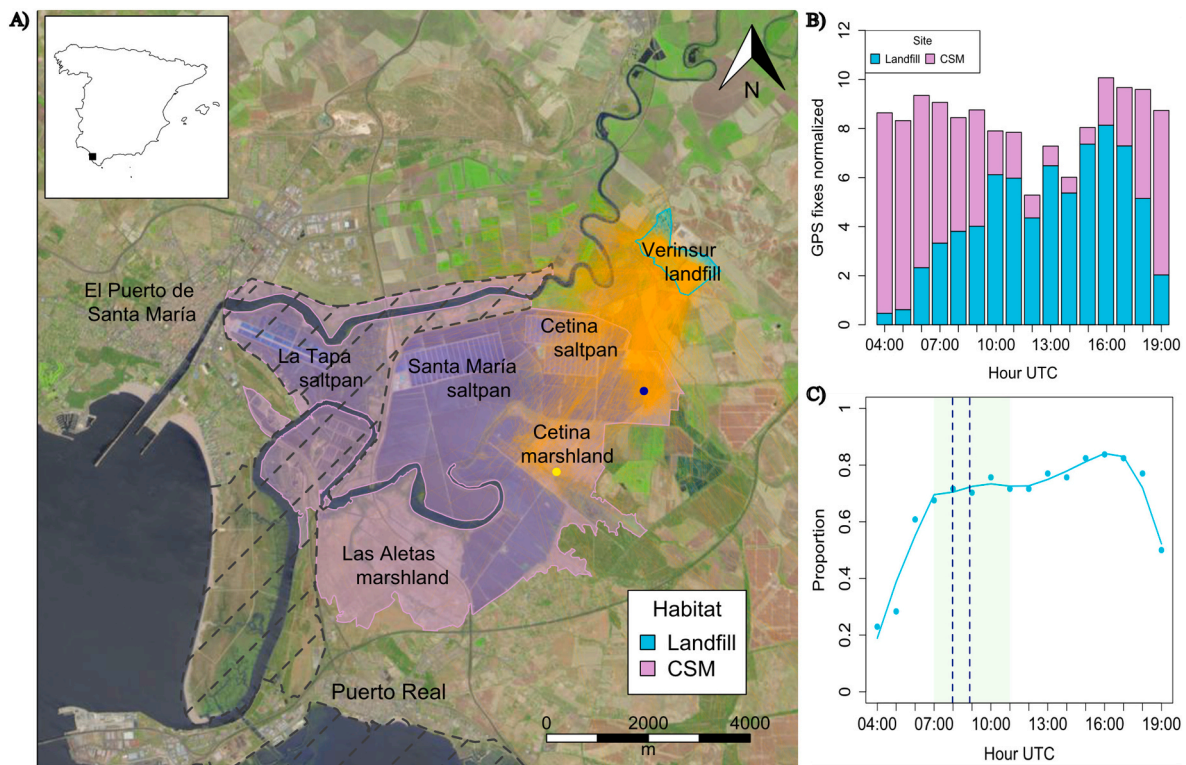 A)
N
Verinsur
landfill
El Puerto de
Santa María
La Tapa
saltpan
Santa María
saltpan
Cetina
saltpan
Cetina
marshland
Las Aletas
marshland
Puerto Real
Habitat
Landfill
CSM
0 2000 4000
m
B)
Site
Landfill CSM
GPS fixes normalized
12
10
8
6
4
2
0
04:00 07:00 10:00 13:00 16:00 19:00
Hour UTC
C)
Proportion
1
0.8
0.6
0.4
0.2
0
04:00 07:00 10:00 13:00 16:00 19:00
Hour UTC